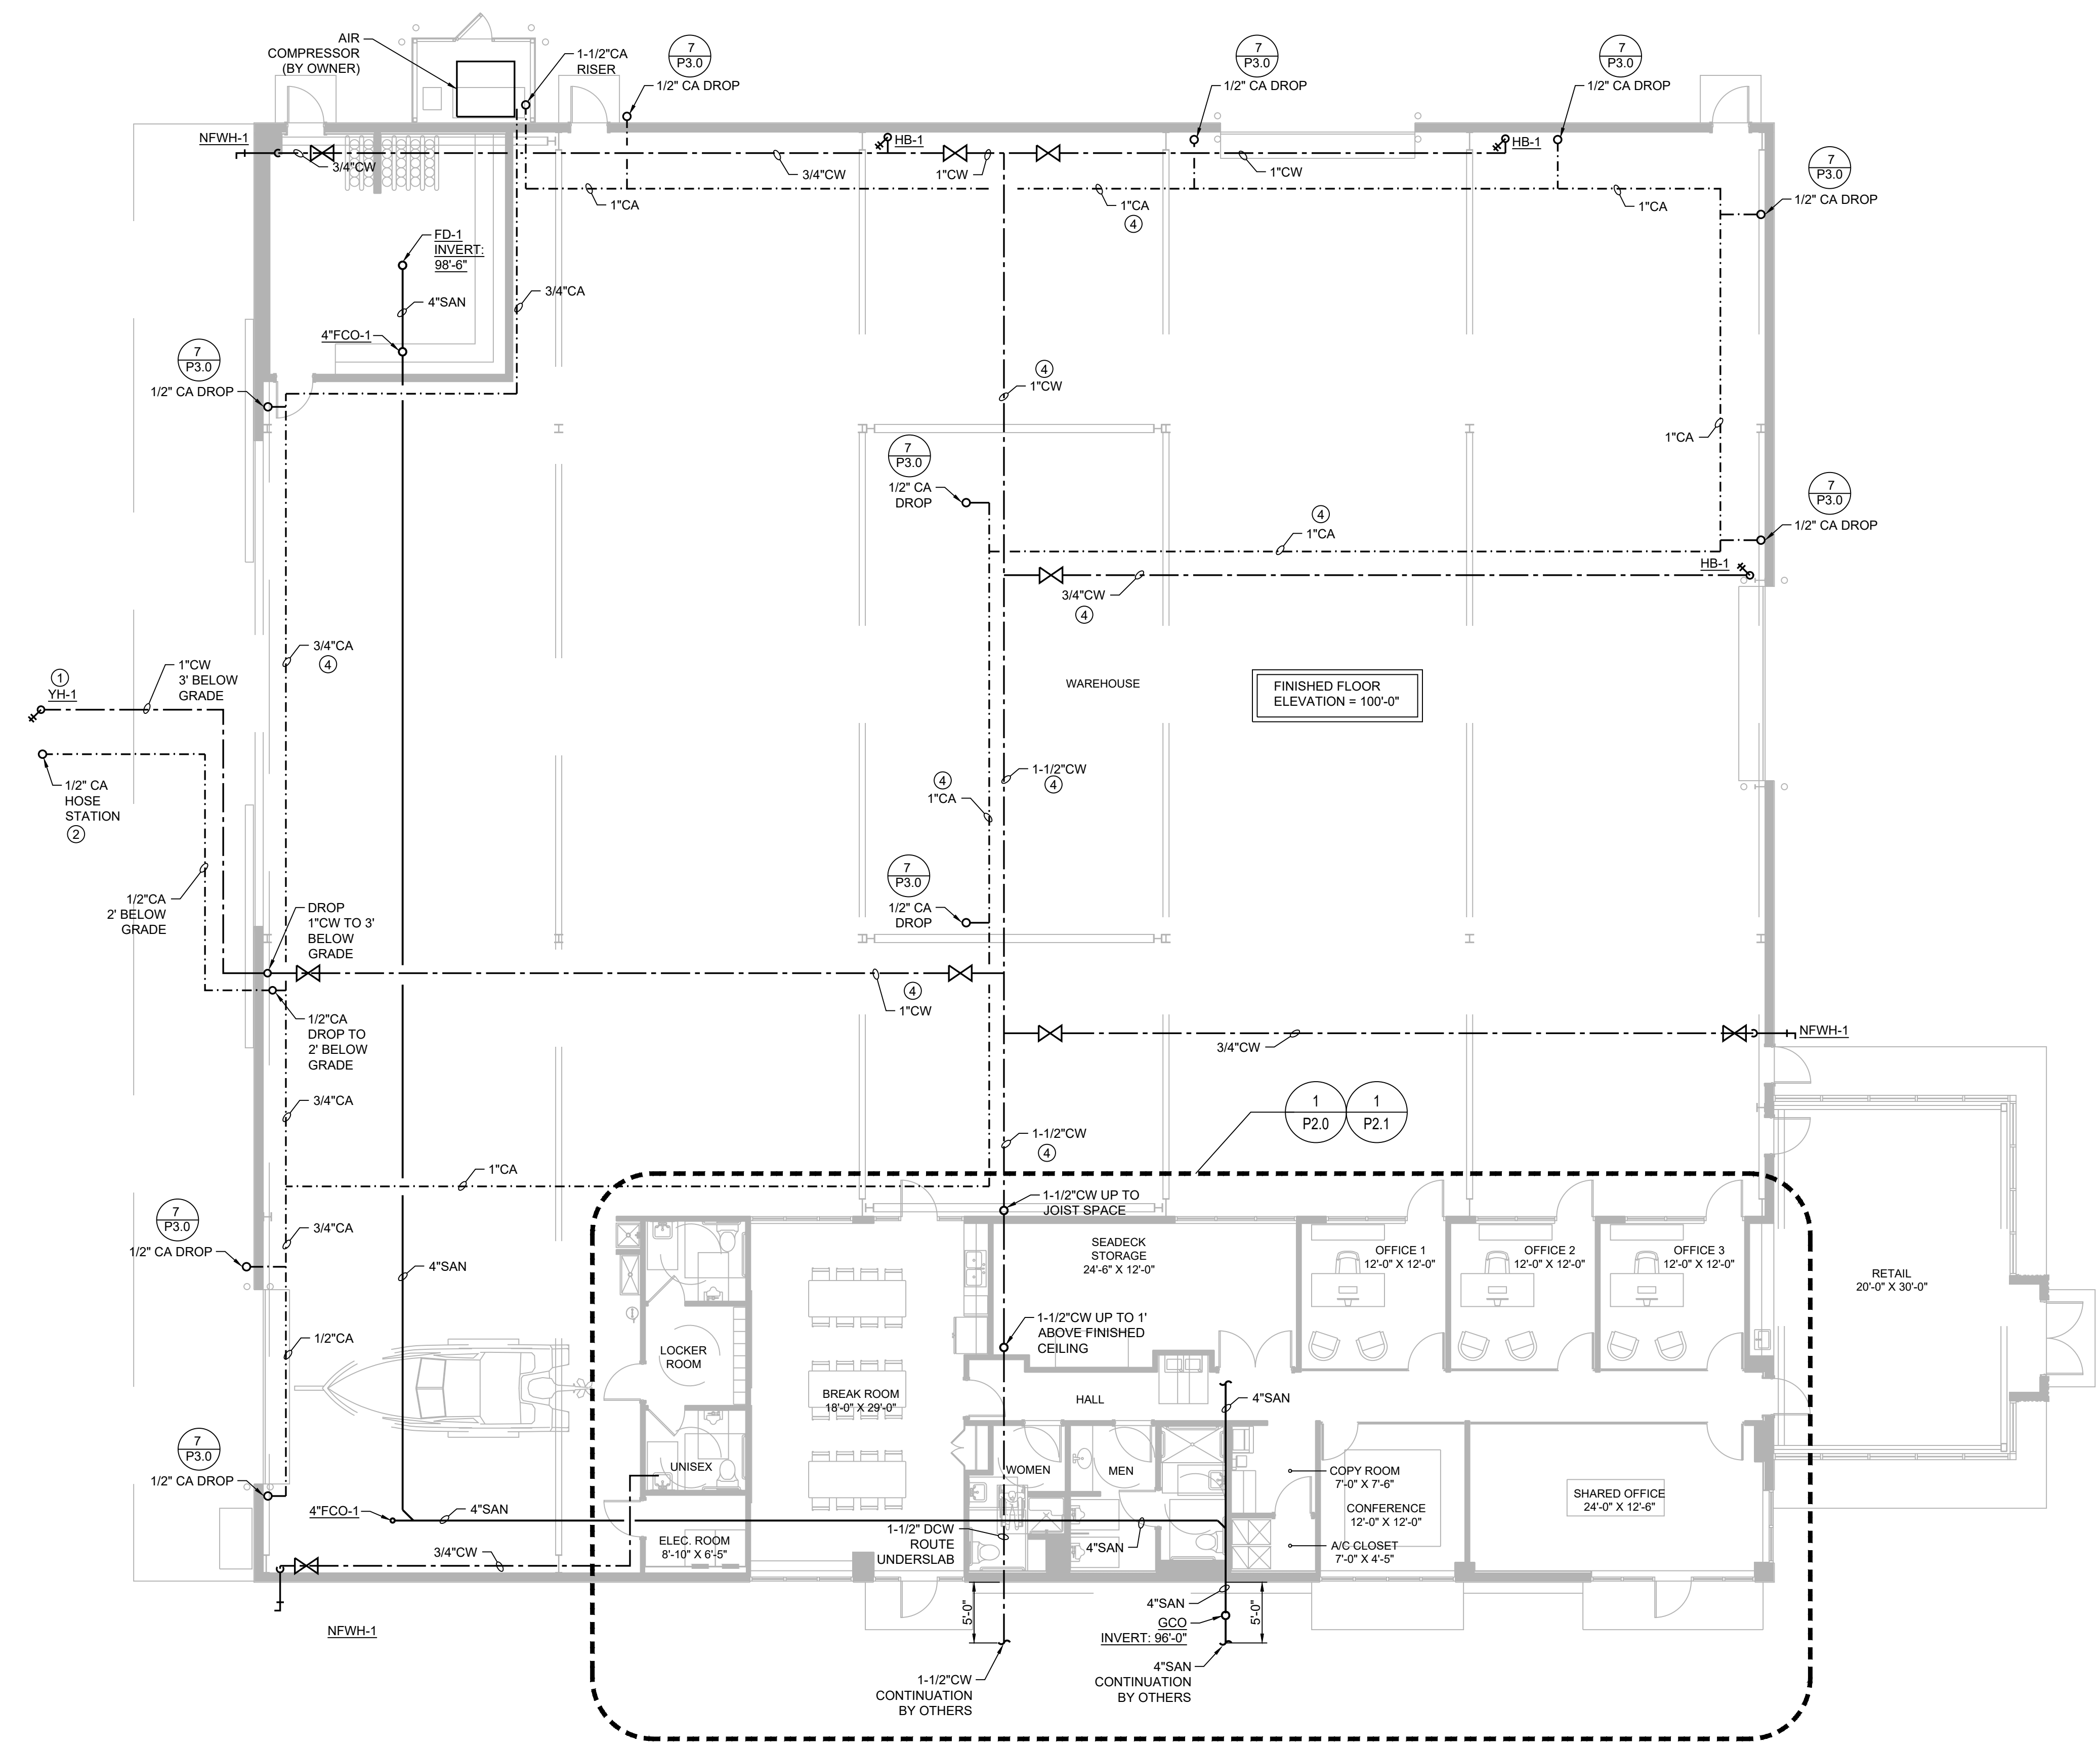 AIR
COMPRESSOR
(BY OWNER)
1-1/2"CA
RISER
7
P3.0
1/2" CA DROP
7
P3.0
1/2" CA DROP
7
P3.0
1/2" CA DROP
NFWH-1
3/4"CW
3/4"CW
HB-1
1"CW
1"CW
HB-1
7
P3.0
1/2" CA DROP
1"CA
1"CA
4
1"CA
FD-1
INVERT:
98'-6"
4"SAN
3/4"CA
4"FCO-1
7
P3.0
1/2" CA DROP
4
1"CW
1"CA
7
P3.0
1/2" CA
DROP
7
P3.0
1/2" CA DROP
4
1"CA
HB-1
3/4"CW
4
3/4"CA
4
1
YH-1
1"CW
3' BELOW
GRADE
WAREHOUSE
FINISHED FLOOR
ELEVATION = 100'-0"
1/2" CA
HOSE
STATION
2
4
1"CA
1-1/2"CW
4
1/2"CA
2' BELOW
GRADE
7
P3.0
1/2" CA
DROP
DROP
1"CW TO 3'
BELOW
GRADE
4
1"CW
1/2"CA
DROP TO
2' BELOW
GRADE
3/4"CW
NFWH-1
3/4"CA
1
P2.0
1
P2.1
1-1/2"CW
4
1"CA
7
P3.0
1/2" CA DROP
3/4"CA
4"SAN
1-1/2"CW UP TO
JOIST SPACE
SEADECK
STORAGE
24'-6" X 12'-0"
OFFICE 1
12'-0" X 12'-0"
OFFICE 2
12'-0" X 12'-0"
OFFICE 3
12'-0" X 12'-0"
RETAIL
20'-0" X 30'-0"
1/2"CA
LOCKER
ROOM
1-1/2"CW UP TO 1'
ABOVE FINISHED
CEILING
BREAK ROOM
18'-0" X 29'-0"
HALL
4"SAN
7
P3.0
1/2" CA DROP
UNISEX
WOMEN
MEN
COPY ROOM
7'-0" X 7'-6"
CONFERENCE
12'-0" X 12'-0"
SHARED OFFICE
24'-0" X 12'-6"
4"FCO-1
4"SAN
3/4"CW
ELEC. ROOM
8'-10" X 6'-5"
1-1/2" DCW
ROUTE
UNDERSLAB
4"SAN
A/C CLOSET
7'-0" X 4'-5"
NFWH-1
5'-0"
4"SAN
GCO
INVERT: 96'-0"
5'-0"
1-1/2"CW
CONTINUATION
BY OTHERS
4"SAN
CONTINUATION
BY OTHERS